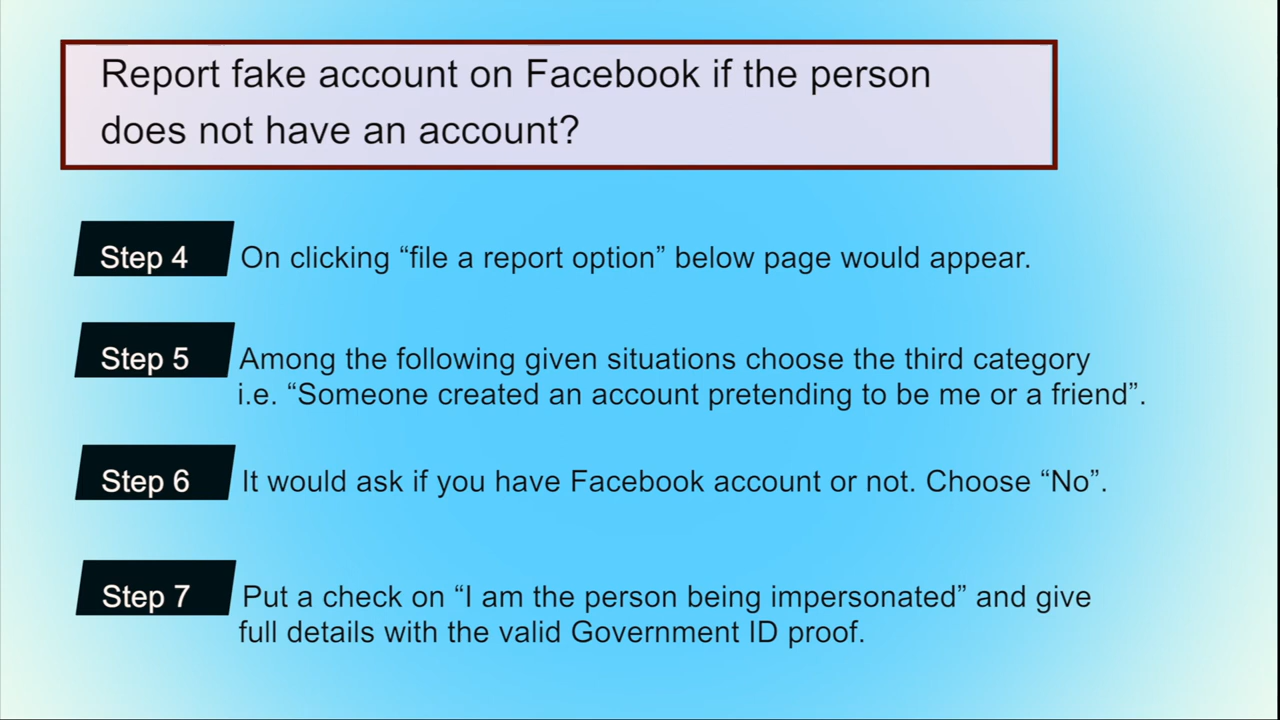 Report fake account on Facebook if the person
does not have an account?
Step 4 On clicking “file a report option” below page would appear.
Step 5 Among the following given situations choose the third category
i.e. “Someone created an account pretending to be me or a friend”.
Step 6 It would ask if you have Facebook account or not. Choose “No”.
Step 7 Put a check on “I am the person being impersonated” and give
full details with the valid Government ID proof.